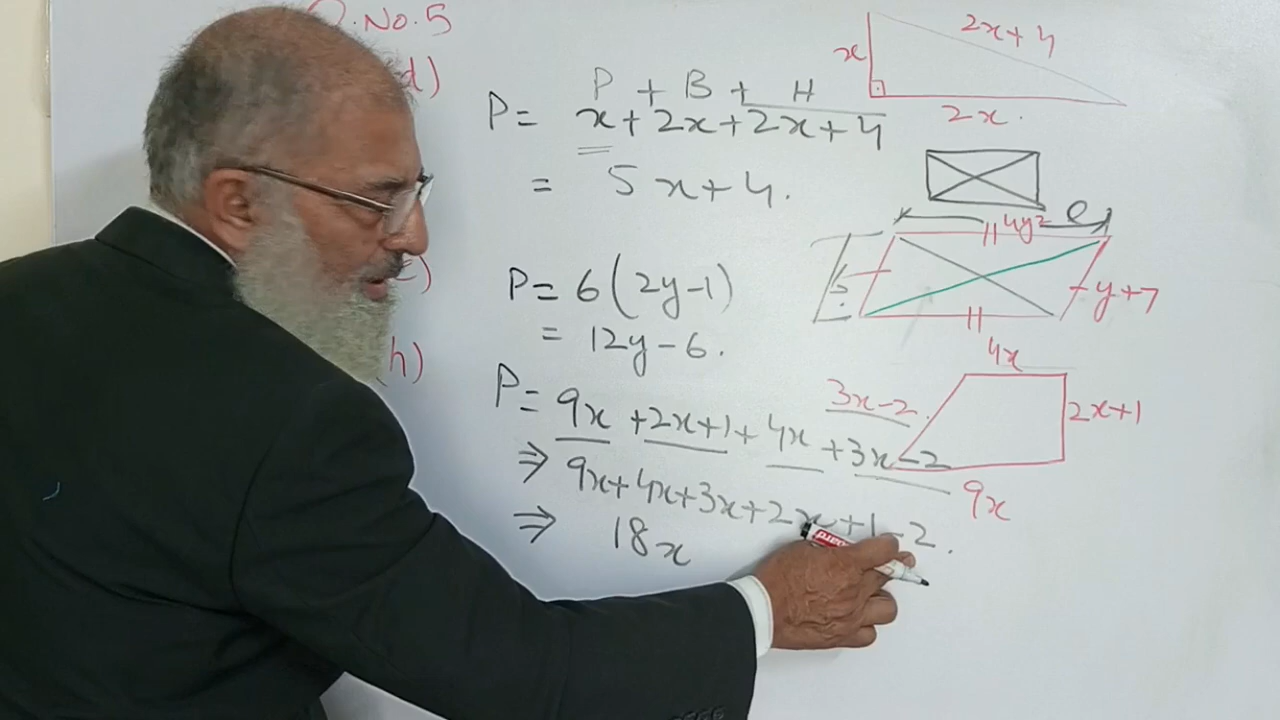 Q.No.5
d)
P + B + H
P= x+2x+2x+4
= 5x+4.
x
2x+4
2x.
4y²
y+7
)
P= 6(2y-1)
= 12y-6.
h)
P= 9x +2x+1+ 4x +3x-2
⇒ 9x+4x+3x+2x+1-2.
⇒ 18x
4x
3x-2.
2x+1
9x